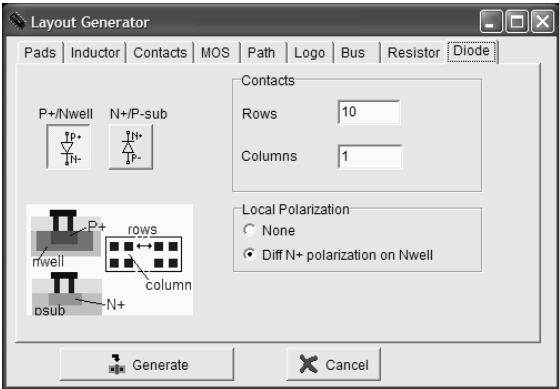 Layout Generator
Pads Inductor Contacts MOS Path Logo Bus Resistor Diode
Contacts
P+/Nwell N+/P-sub
Rows 10
P+ N+
N- P-
Columns 1
Local Polarization
None
Diff N+ polarization on Nwell
P+ rows
nwell
column
N+
psub
Generate Cancel